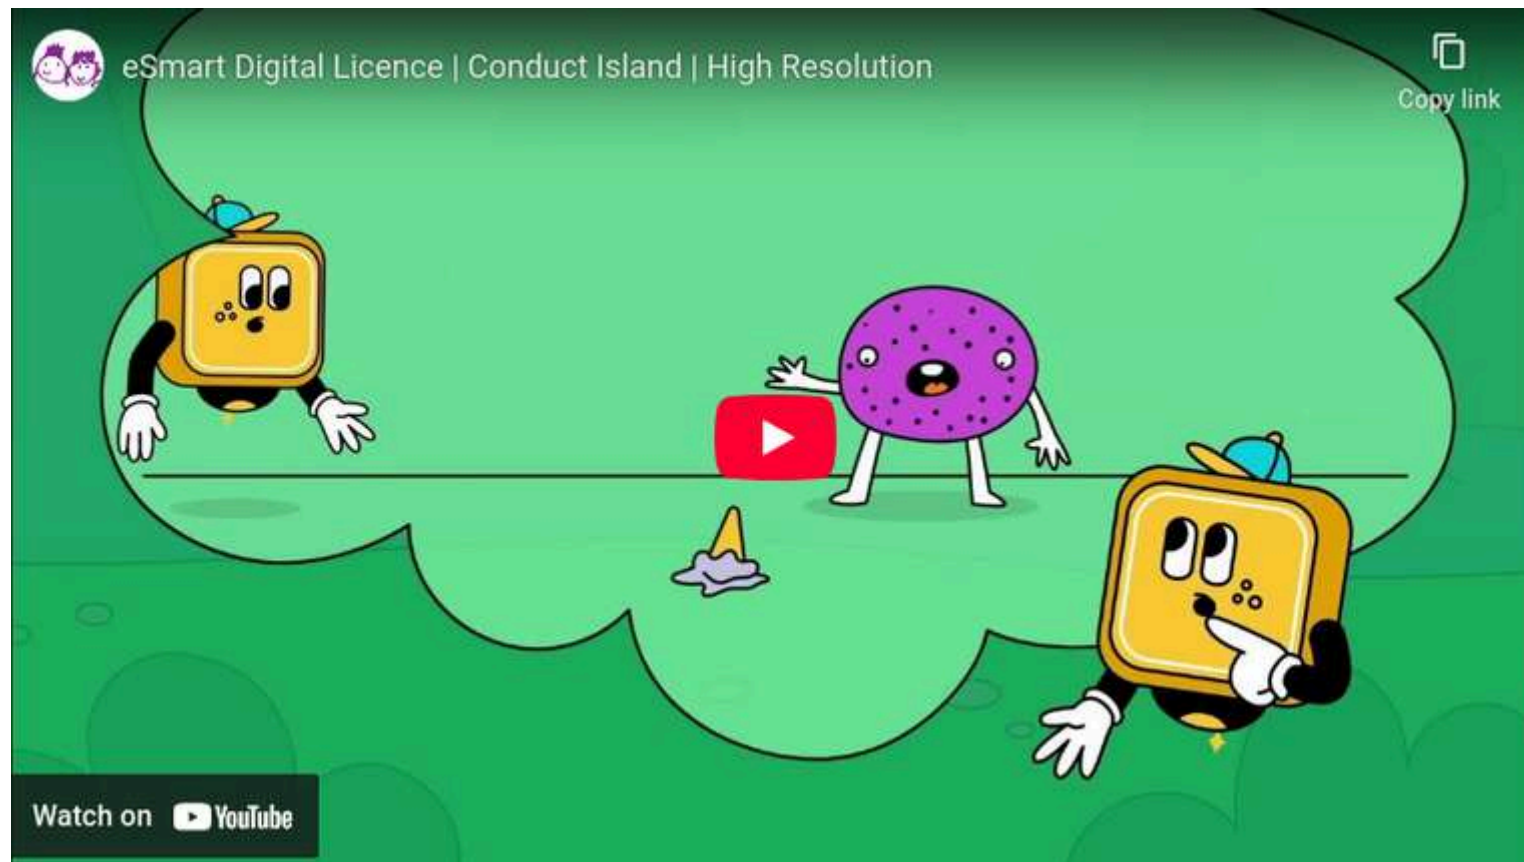 eSmart Digital Licence | Conduct Island | High Resolution
Copy link
Watch on YouTube